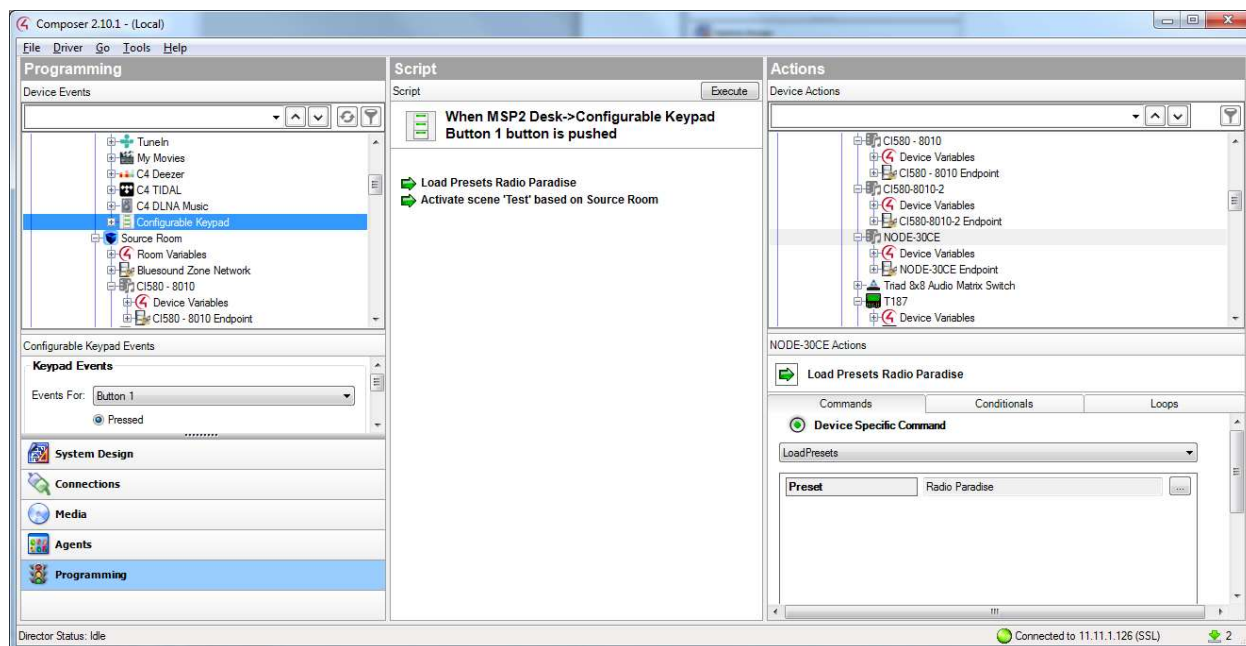 Composer 2.10.1 - (Local)
File Driver Go Tools Help
Programming
Device Events
TuneIn
My Movies
C4 Deezer
C4 TIDAL
C4 DLNA Music
Configurable Keypad
Source Room
Room Variables
Bluesound Zone Network
CI580 - 8010
Device Variables
CI580 - 8010 Endpoint
Configurable Keypad Events
Keypad Events
Events For: Button 1
Pressed
System Design
Connections
Media
Agents
Programming
Script
Script Execute
When MSP2 Desk->Configurable Keypad
Button 1 button is pushed
Load Presets Radio Paradise
Activate scene 'Test' based on Source Room
Actions
Device Actions
CI580 - 8010
Device Variables
CI580 - 8010 Endpoint
CI580-8010-2
Device Variables
CI580-8010-2 Endpoint
NODE-30CE
Device Variables
NODE-30CE Endpoint
Triad 8x8 Audio Matrix Switch
T187
Device Variables
NODE-30CE Actions
Load Presets Radio Paradise
Commands Conditionals Loops
Device Specific Command
LoadPresets
Preset Radio Paradise ...
Director Status: Idle
Connected to 11.11.1.126 (SSL) 2